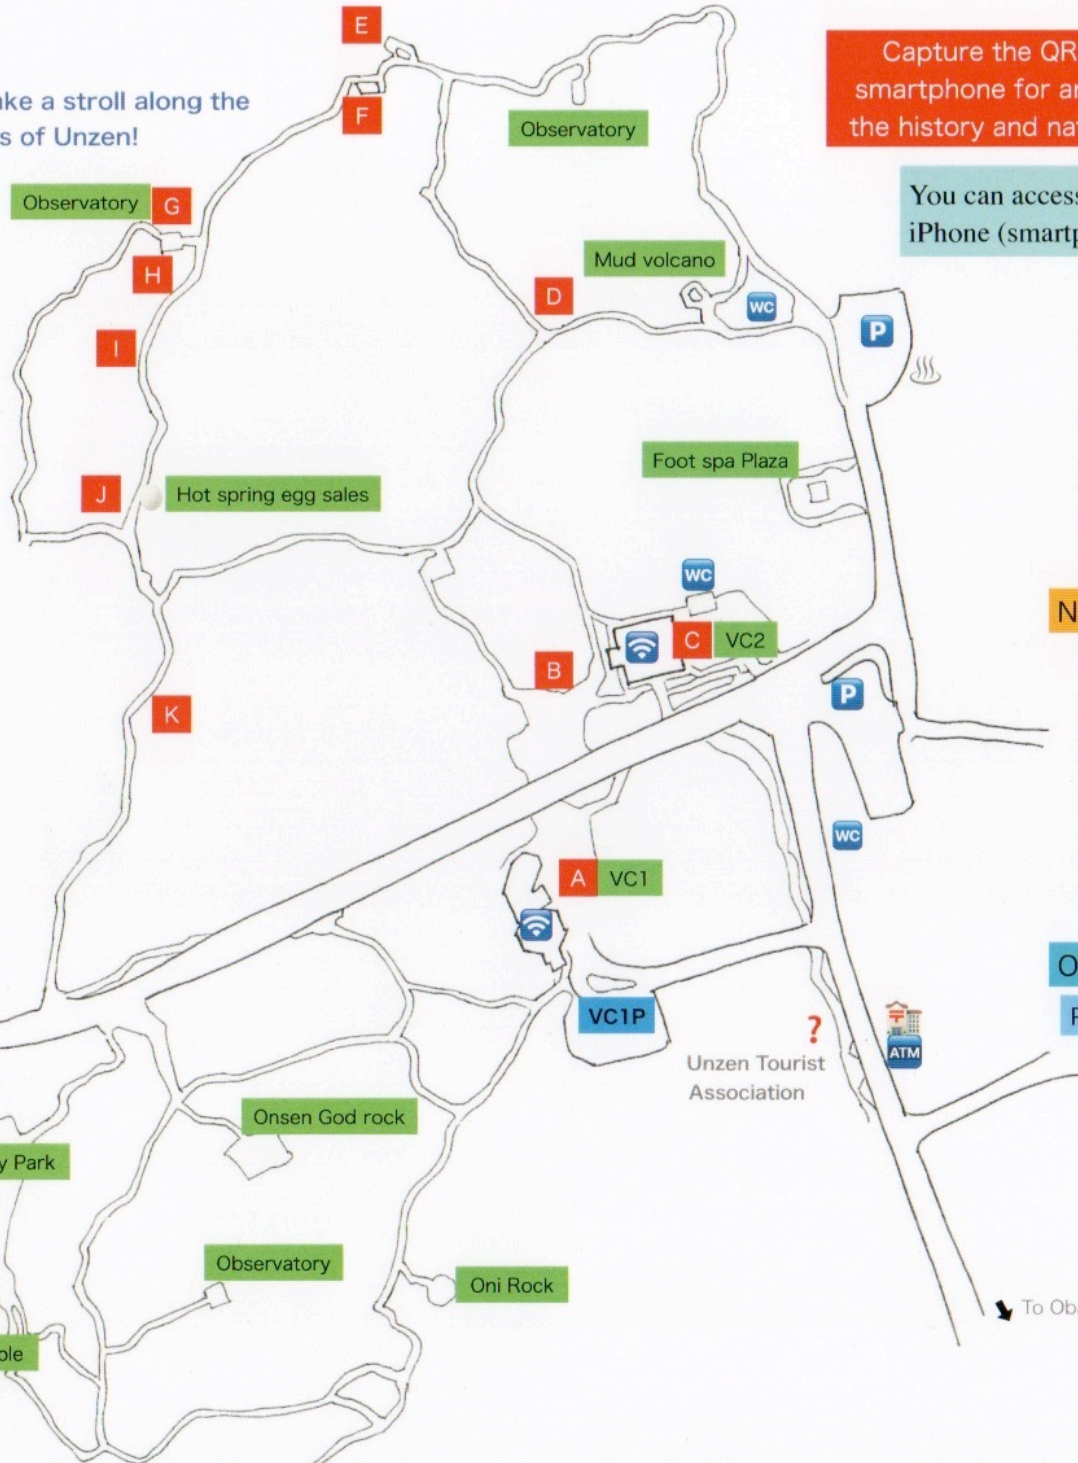 E
Capture the QR
smartphone for a
the history and na
ake a stroll along the
s of Unzen!
F
Observatory
You can access
iPhone (smartp
Observatory
G
H
Mud volcano
D
WC
P
I
Foot spa Plaza
J
Hot spring egg sales
WC
N
C
VC2
B
P
K
WC
A
VC1
O
VC1P
〒
ATM
?
Unzen Tourist
Association
Onsen God rock
y Park
Observatory
Oni Rock
To Ob
ole